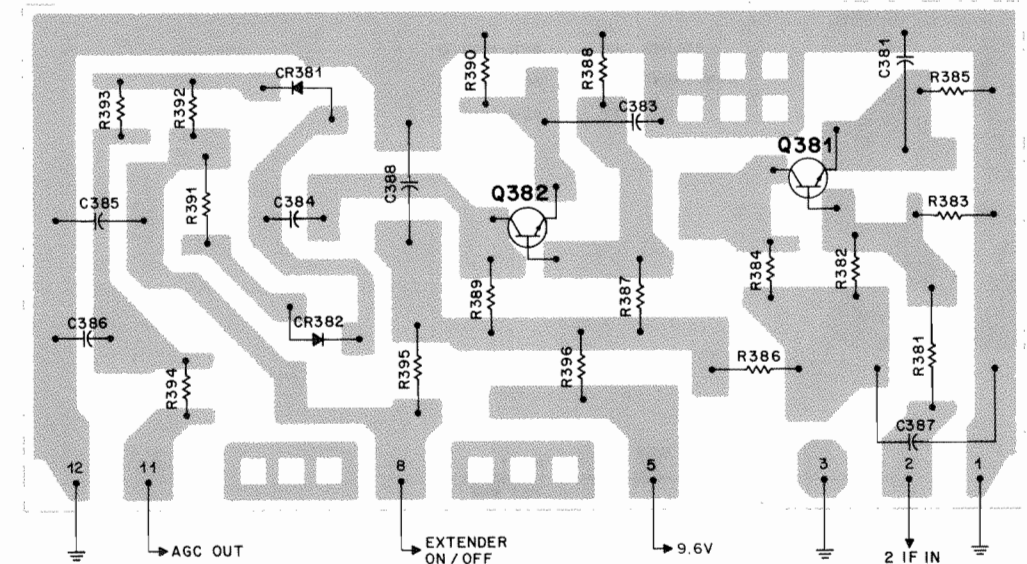 R390
R388
C381
CR381
R385
R393
R392
C383
Q381
C388
Q382
R391
C385
C384
R383
R384
R382
R389
R387
C386
CR382
R381
R386
R395
R396
R394
C387
12
11
8
5
3
2
1
AGC OUT
EXTENDER
ON/OFF
9.6V
2 IF IN